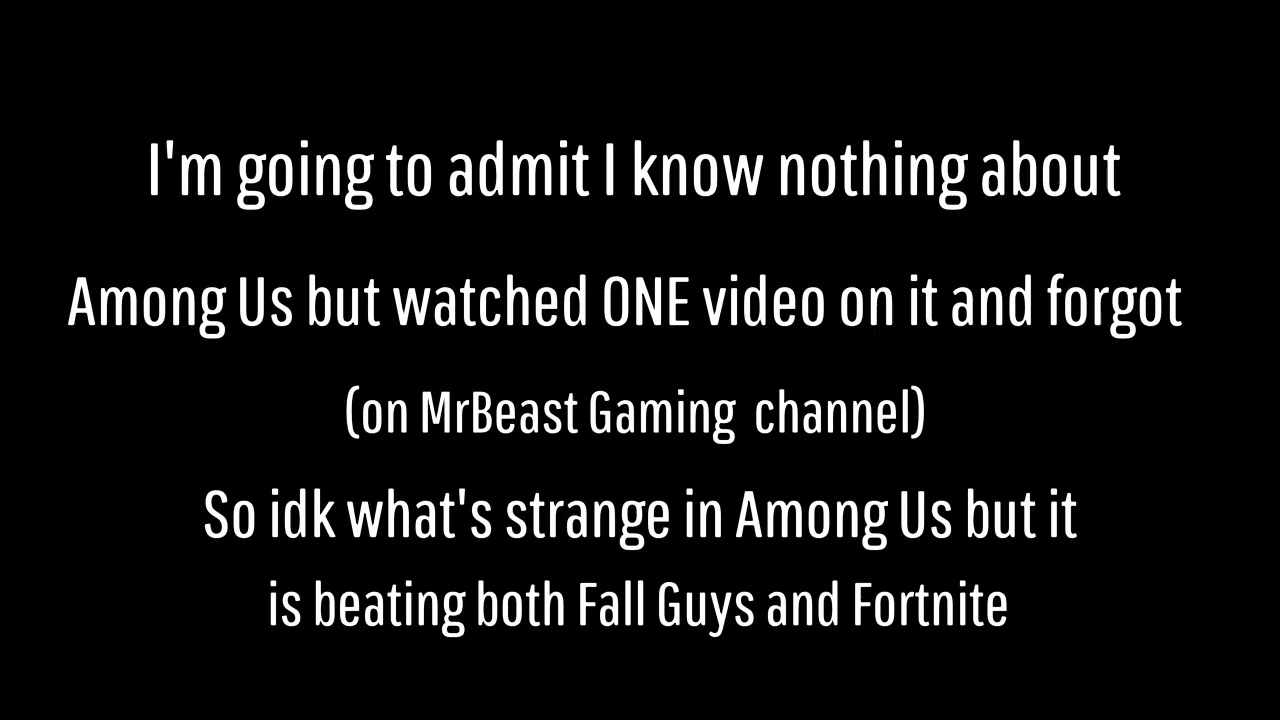 I'm going to admit I know nothing about
Among Us but watched ONE video on it and forgot
(on MrBeast Gaming channel)
So idk what's strange in Among Us but it
is beating both Fall Guys and Fortnite